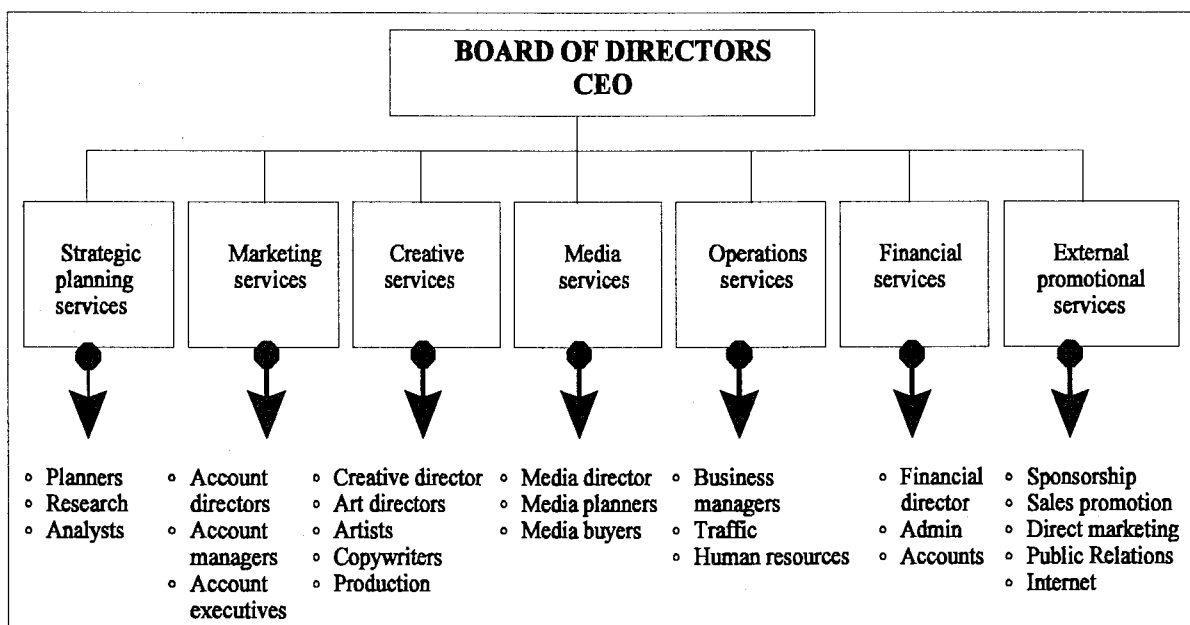 BOARD OF DIRECTORS
CEO
Strategic
planning
services
Marketing
services
Creative
services
Media
services
Operations
services
Financial
services
External
promotional
services
◦ Planners
◦ Research
◦ Analysts
◦ Account
directors
◦ Account
managers
◦ Account
executives
◦ Creative director
◦ Art directors
◦ Artists
◦ Copywriters
◦ Production
◦ Media director
◦ Media planners
◦ Media buyers
◦ Business
managers
◦ Traffic
◦ Human resources
◦ Financial
director
◦ Admin
◦ Accounts
◦ Sponsorship
◦ Sales promotion
◦ Direct marketing
◦ Public Relations
◦ Internet